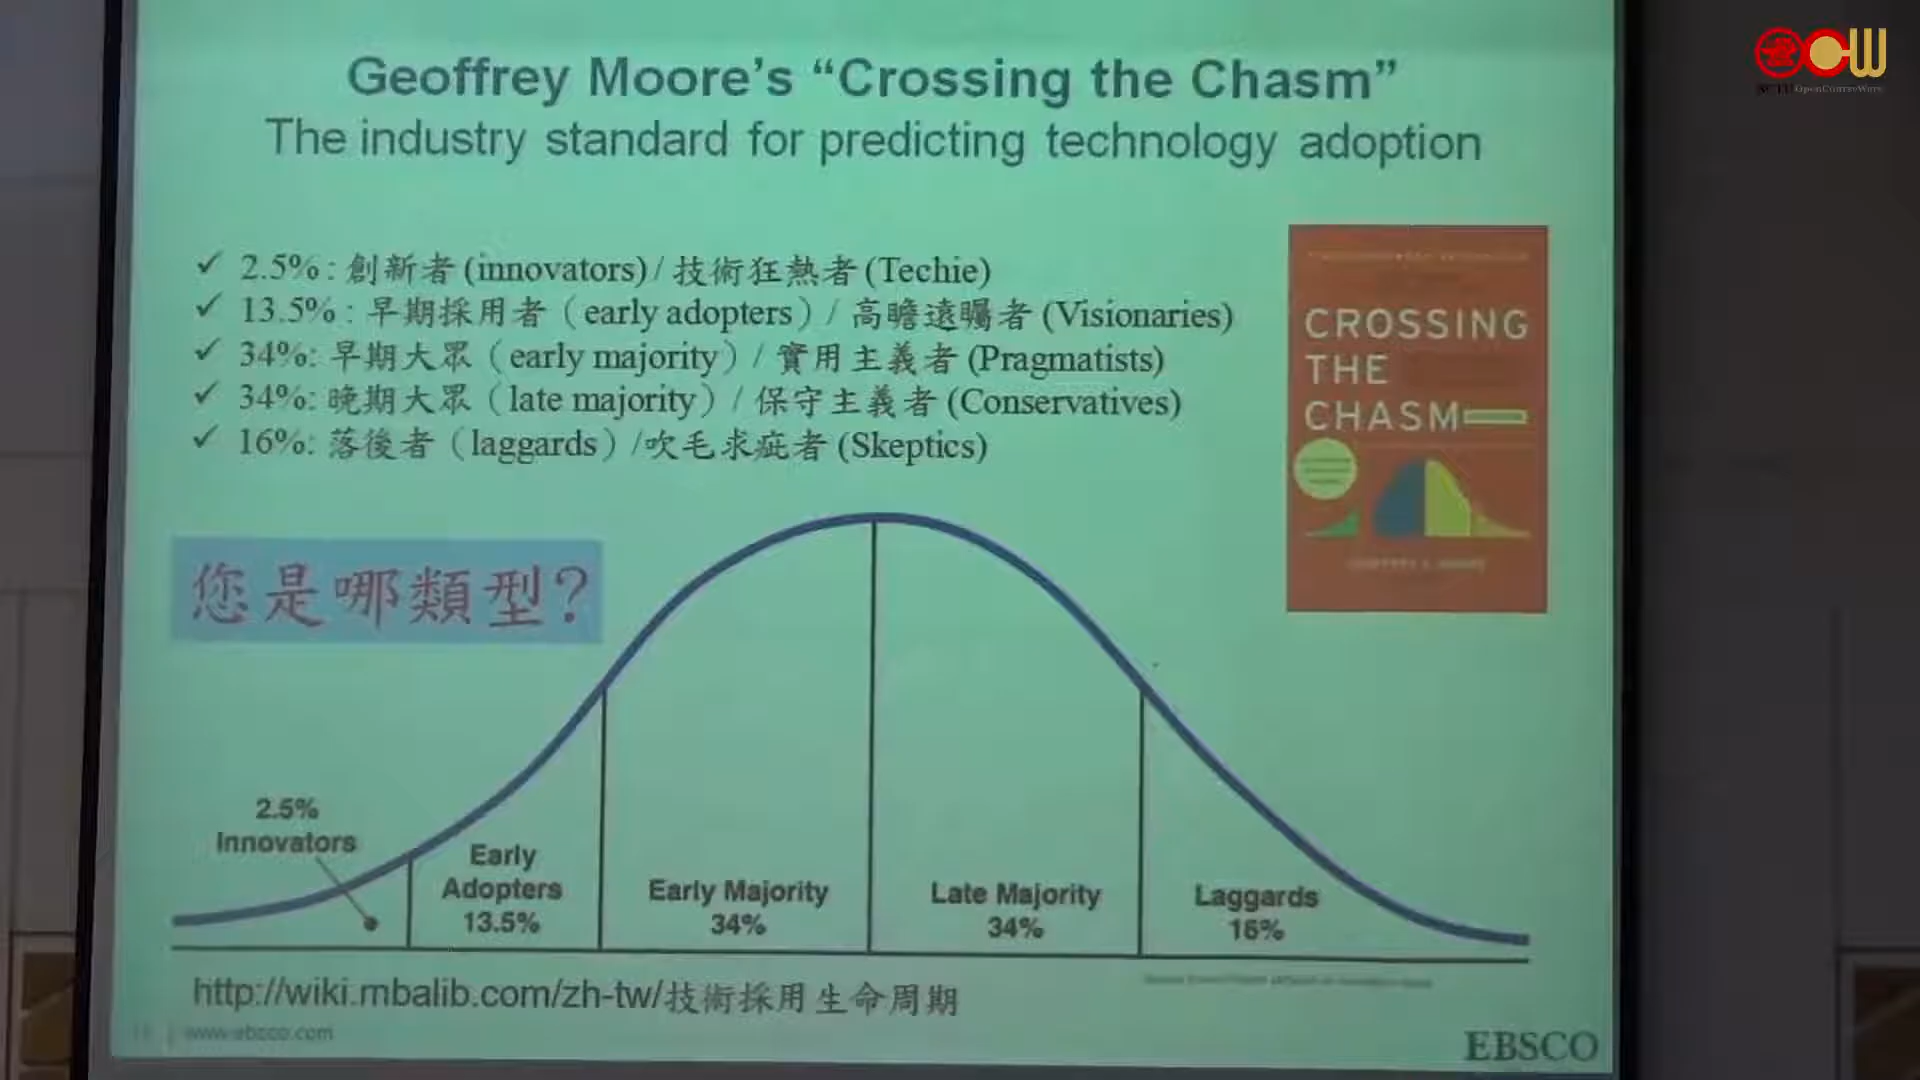 Geoffrey Moore's “Crossing the Chasm”
The industry standard for predicting technology adoption
✓ 2.5%: 創新者(innovators)/ 技術狂熱者(Techie)
✓ 13.5%: 早期採用者（early adopters）/ 高瞻遠矚者 (Visionaries)
✓ 34%: 早期大眾（early majority）/ 實用主義者 (Pragmatists)
✓ 34%: 晚期大眾（late majority）/ 保守主義者 (Conservatives)
✓ 16%: 落後者（laggards）/吹毛求疵者 (Skeptics)
CROSSING
THE
CHASM
您是哪類型?
2.5%
Innovators
Early
Adopters
13.5%
Early Majority
34%
Late Majority
34%
Laggards
16%
http://wiki.mbalib.com/zh-tw/技術採用生命周期
www.ebsco.com
EBSCO
OpenCourseWare